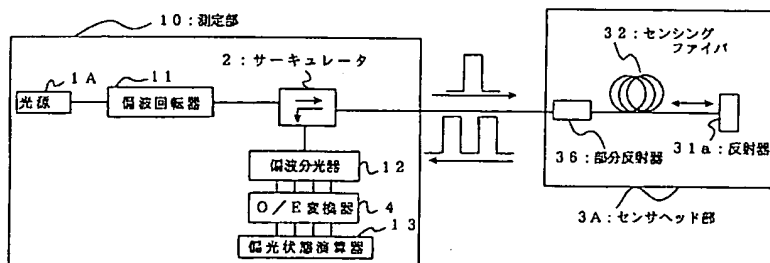 10：測定部
1A
光源
11
偏波回転器
2：サーキュレータ
偏波分光器
12
O／E変換器
4
13
偏光状態演算器
32：センシング
ファイバ
36：部分反射器
31a：反射器
3A：センサヘッド部